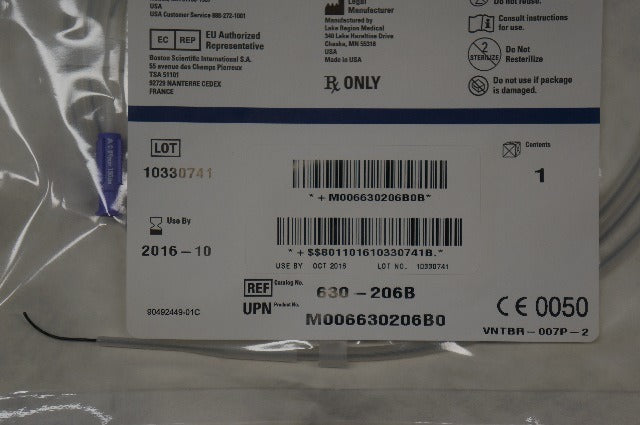 USA
USA Customer Service 888-272-1001
EC REP
EU Authorized
Representative
Boston Scientific International S.A.
55 avenue des Champs Pierreux
TSA 51101
92729 NANTERRE CEDEX
FRANCE
Legal
Manufacturer
Manufactured by
Lake Region Medical
340 Lake Hazeltine Drive
Chaska, MN 55318
USA
Made in USA
Rx ONLY
Consult instructions
for use.
2
STERILIZE
Do Not
Resterilize
Do not use if package
is damaged.
LOT
10330741
Use By
2016-10
Contents
1
*+M006630206B0B*
*+$$801101610330741B.*
USE BY OCT 2016 LOT NO. 10330741
REF Catalog No. 630-206B
UPN Product No. M006630206B0
90492449-01C
CE 0050
VNTBR-007P-2